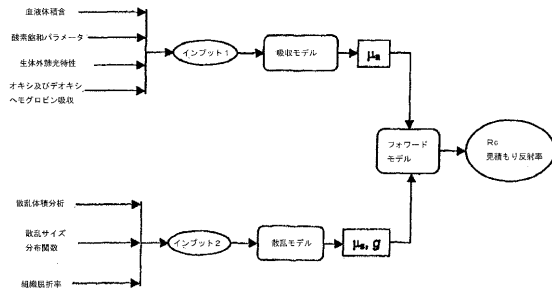 血液体積含
酸素飽和パラメータ
生体外蛍光特性
オキシ及びデオキシ
ヘモグロビン吸収
インプット1
吸収モデル
μa
フォワード
モデル
Rc
見積もり反射率
散乱体積分析
散乱サイズ
分布関数
組織屈折率
インプット2
散乱モデル
μs, g